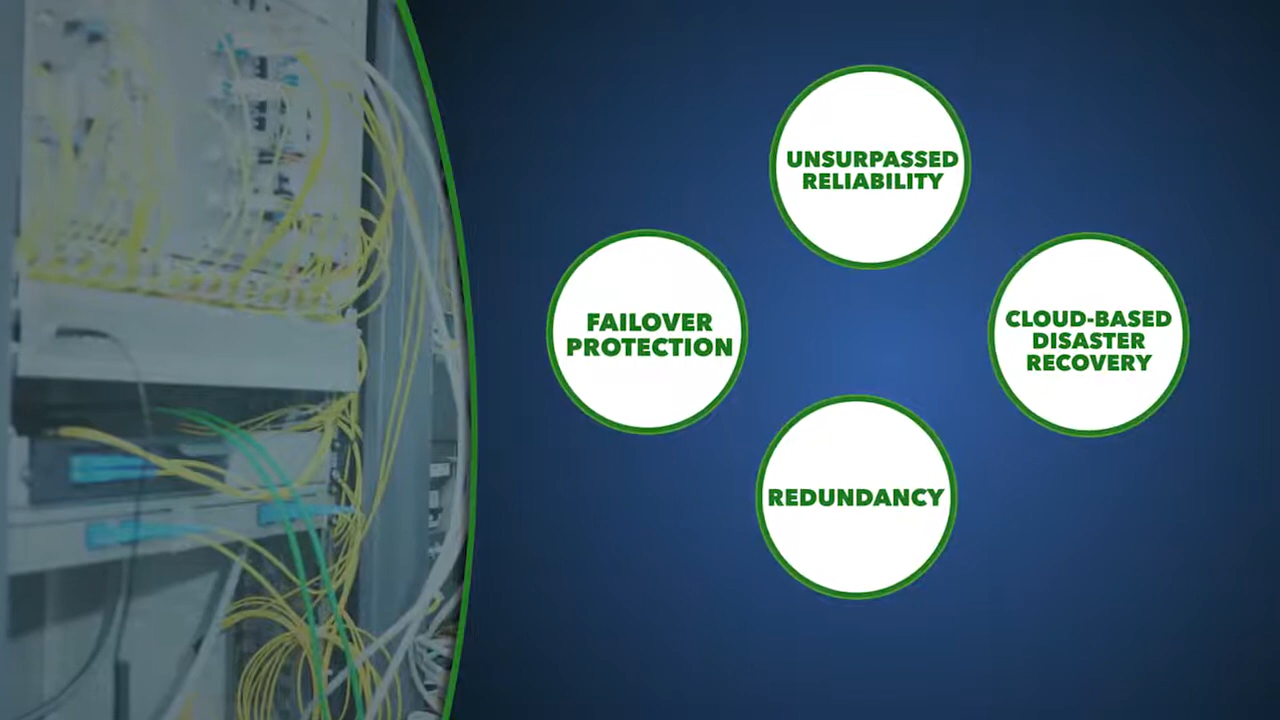 UNSURPASSED
RELIABILITY
FAILOVER
PROTECTION
CLOUD-BASED
DISASTER
RECOVERY
REDUNDANCY